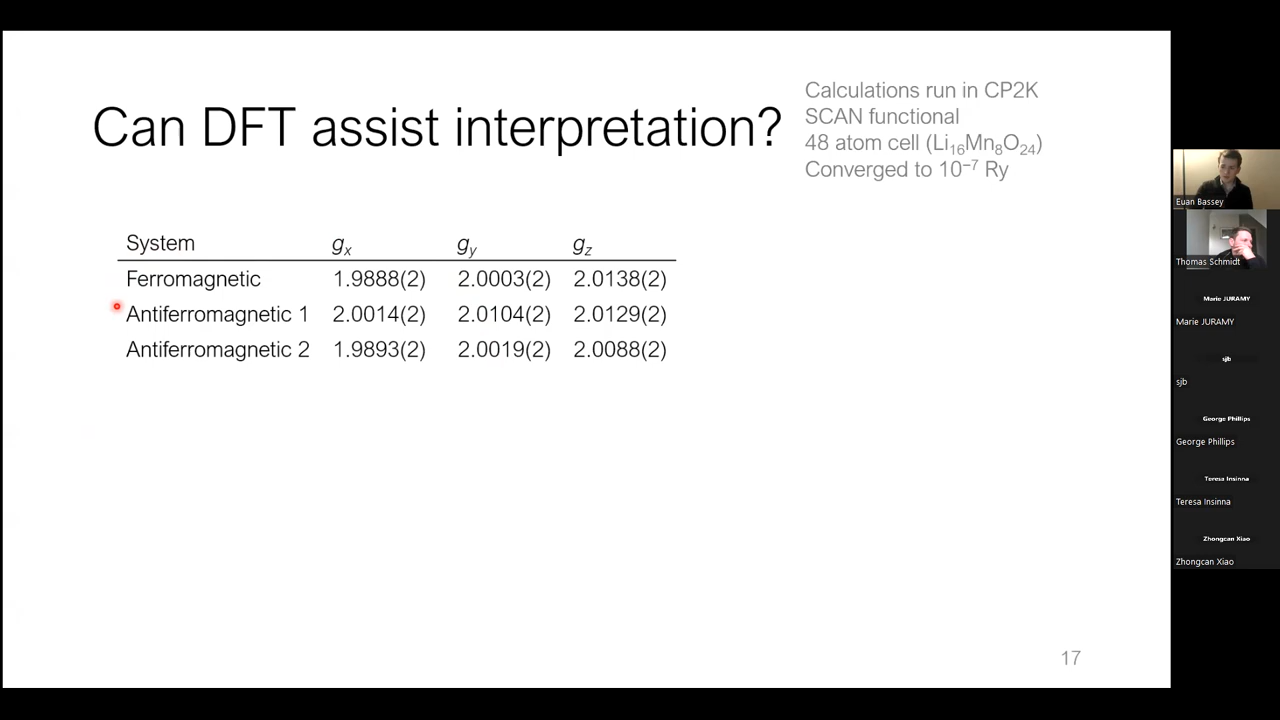 Can DFT assist interpretation?
Calculations run in CP2K
SCAN functional
48 atom cell (Li₁₆Mn₈O₂₄)
Converged to 10⁻⁷ Ry
System gₓ g_y g_z
Ferromagnetic 1.9888(2) 2.0003(2) 2.0138(2)
Antiferromagnetic 1 2.0014(2) 2.0104(2) 2.0129(2)
Antiferromagnetic 2 1.9893(2) 2.0019(2) 2.0088(2)
17
Euan Bassey
Thomas Schmidt
Marie JURAMY
Marie JURAMY
sjb
sjb
George Phillips
George Phillips
Teresa Insinna
Teresa Insinna
Zhongcan Xiao
Zhongcan Xiao